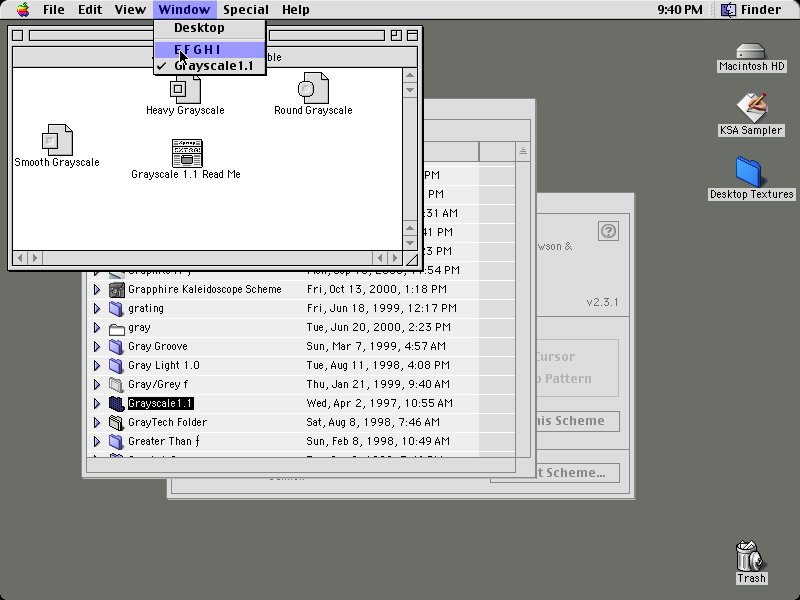 File Edit View Window Special Help 9:40 PM Finder
Desktop
E F G H I
Grayscale1.1
ble
Macintosh HD
KSA Sampler
Desktop Textures
Heavy Grayscale
Round Grayscale
Smooth Grayscale
Grayscale 1.1 Read Me
PM
PM
:31 AM
41 PM
23 PM
:54 PM
Grapphire Kaleidoscope Scheme Fri, Oct 13, 2000, 1:18 PM
grating Fri, Jun 18, 1999, 12:17 PM
gray Tue, Jun 20, 2000, 2:23 PM
Gray Groove Sun, Mar 7, 1999, 4:57 AM
Gray Light 1.0 Tue, Aug 11, 1998, 4:08 PM
Gray/Grey f Thu, Jan 21, 1999, 9:40 AM
Grayscale1.1 Wed, Apr 2, 1997, 10:55 AM
GrayTech Folder Sat, Aug 8, 1998, 7:46 AM
Greater Than ƒ Sun, Feb 8, 1998, 10:49 AM
wson &
v2.3.1
Cursor
p Pattern
his Scheme
t Scheme...
Trash